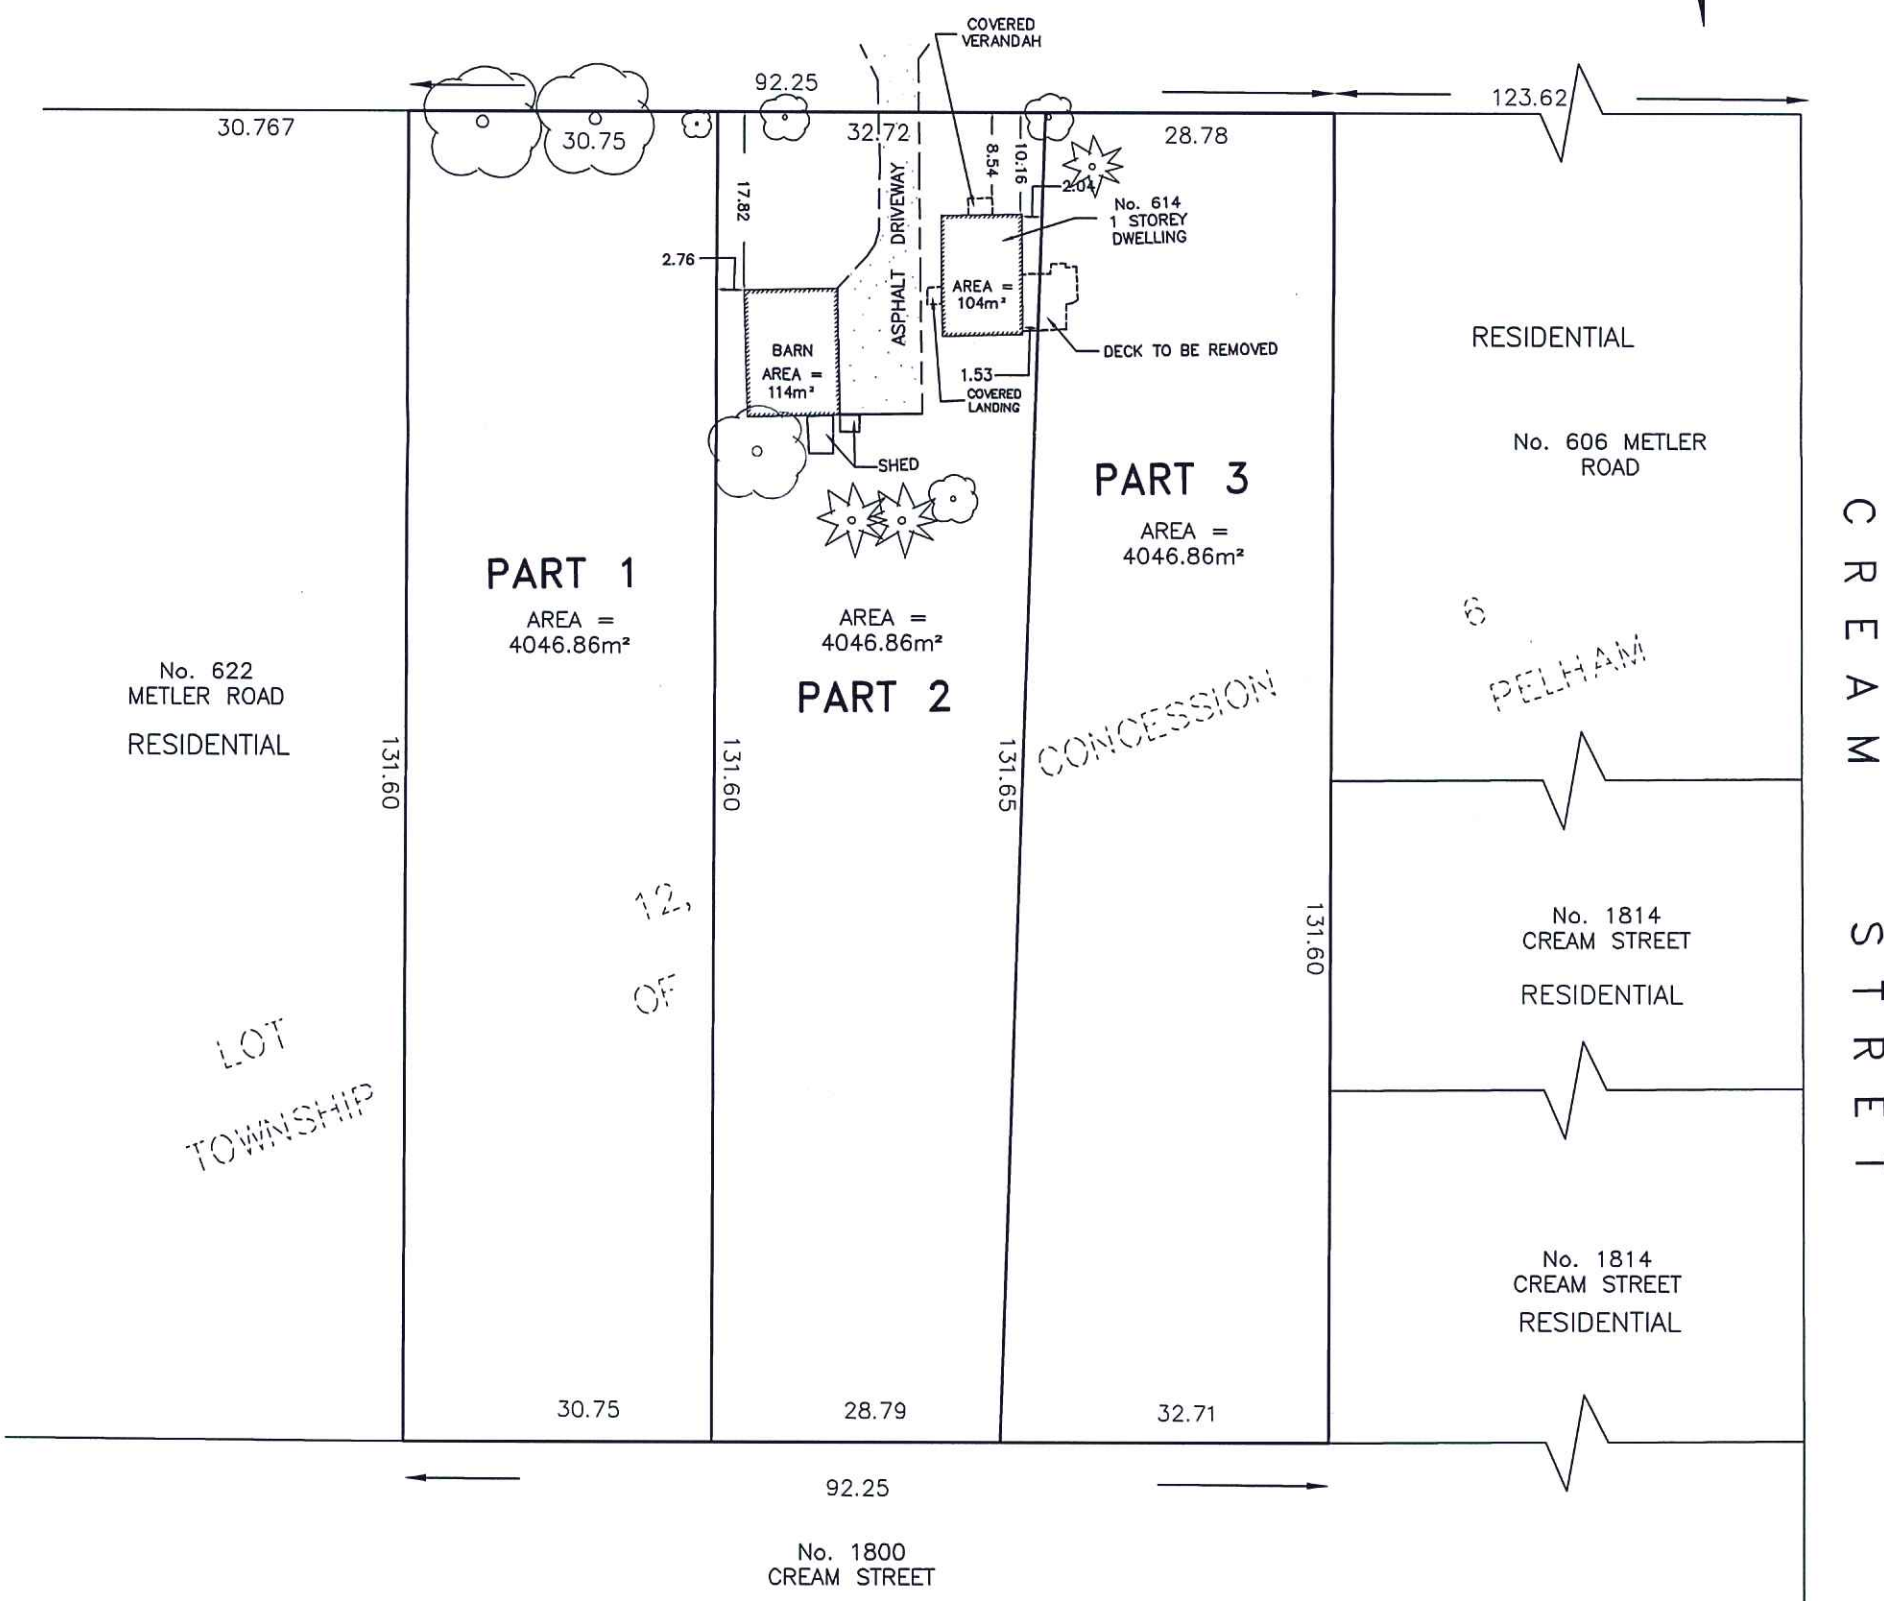 COVERED
VERANDAH
92.25
123.62
30.767
30.75
32.72
28.78
17.82
8.54
10.16
2.04
ASPHALT DRIVEWAY
No. 614
1 STOREY
DWELLING
2.76
AREA =
104m²
BARN
AREA =
114m²
DECK TO BE REMOVED
1.53
COVERED
LANDING
SHED
RESIDENTIAL
No. 606 METLER
ROAD
PART 3
AREA =
4046.86m²
PART 1
AREA =
4046.86m²
AREA =
4046.86m²
PART 2
No. 622
METLER ROAD
RESIDENTIAL
6
PELHAM
CONCESSION
131.60
131.60
131.65
131.60
12,
OF
LOT
TOWNSHIP
No. 1814
CREAM STREET
RESIDENTIAL
No. 1814
CREAM STREET
RESIDENTIAL
CREAM STREET
30.75
28.79
32.71
92.25
No. 1800
CREAM STREET